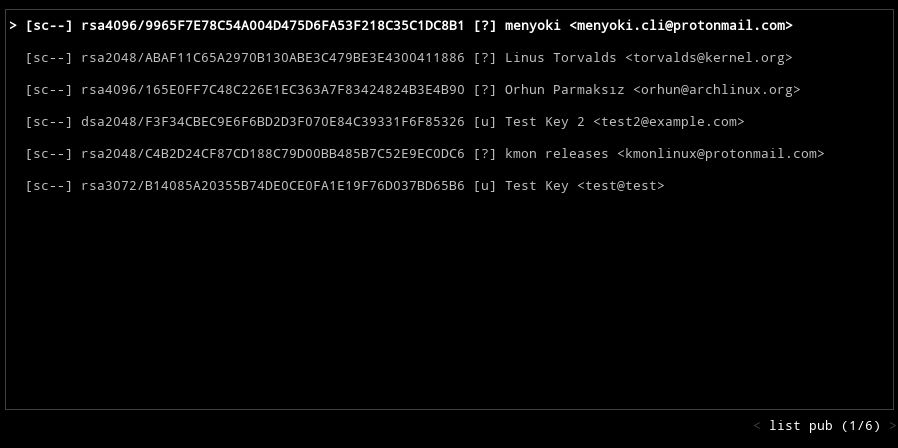 > [sc--] rsa4096/9965F7E78C54A004D475D6FA53F218C35C1DC8B1 [?] menyoki <menyoki.cli@protonmail.com>
[sc--] rsa2048/ABAF11C65A2970B130ABE3C479BE3E4300411886 [?] Linus Torvalds <torvalds@kernel.org>
[sc--] rsa4096/165E0FF7C48C226E1EC363A7F83424824B3E4B90 [?] Orhun Parmaksız <orhun@archlinux.org>
[sc--] dsa2048/F3F34CBEC9E6F6BD2D3F070E84C39331F6F85326 [u] Test Key 2 <test2@example.com>
[sc--] rsa2048/C4B2D24CF87CD188C79D00BB485B7C52E9EC0DC6 [?] kmon releases <kmonlinux@protonmail.com>
[sc--] rsa3072/B14085A20355B74DE0CE0FA1E19F76D037BD65B6 [u] Test Key <test@test>
< list pub (1/6) >